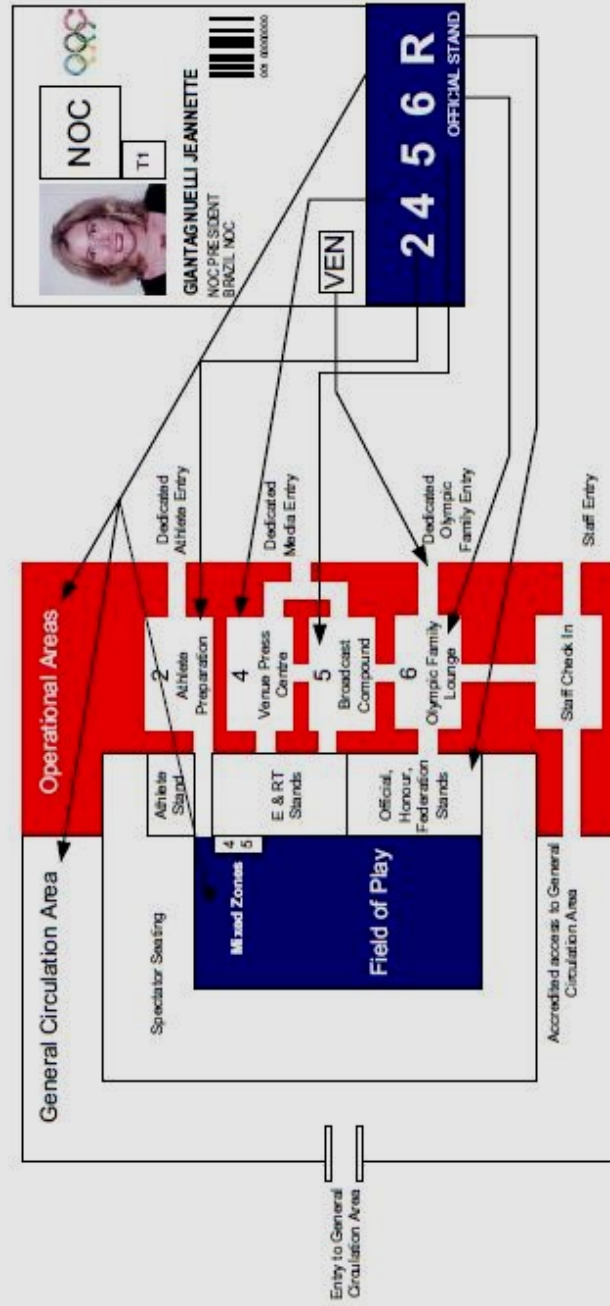 General Circulation Area
Operational Areas
Spectator Seating
Athlete
Stand
2
Athlete
Preparation
Dedicated
Athlete Entry
4
5
Mixed Zones
E & RT
Stands
4
Venue Press
Centre
Dedicated
Media Entry
5
Broadcast
Compound
Field of Play
Official,
Honour,
Federation
Stands
6
Olympic Family
Lounge
Dedicated
Olympic
Family Entry
Entry to General
Circulation Area
Accredited access to General
Circulation Area
Staff Check In
Staff Entry
NOC
T1
GIANTAGNUELLI JEANNETTE
NOC PRESIDENT
BRAZIL NOC
VEN
2 4 5 6 R
OFFICIAL STAND